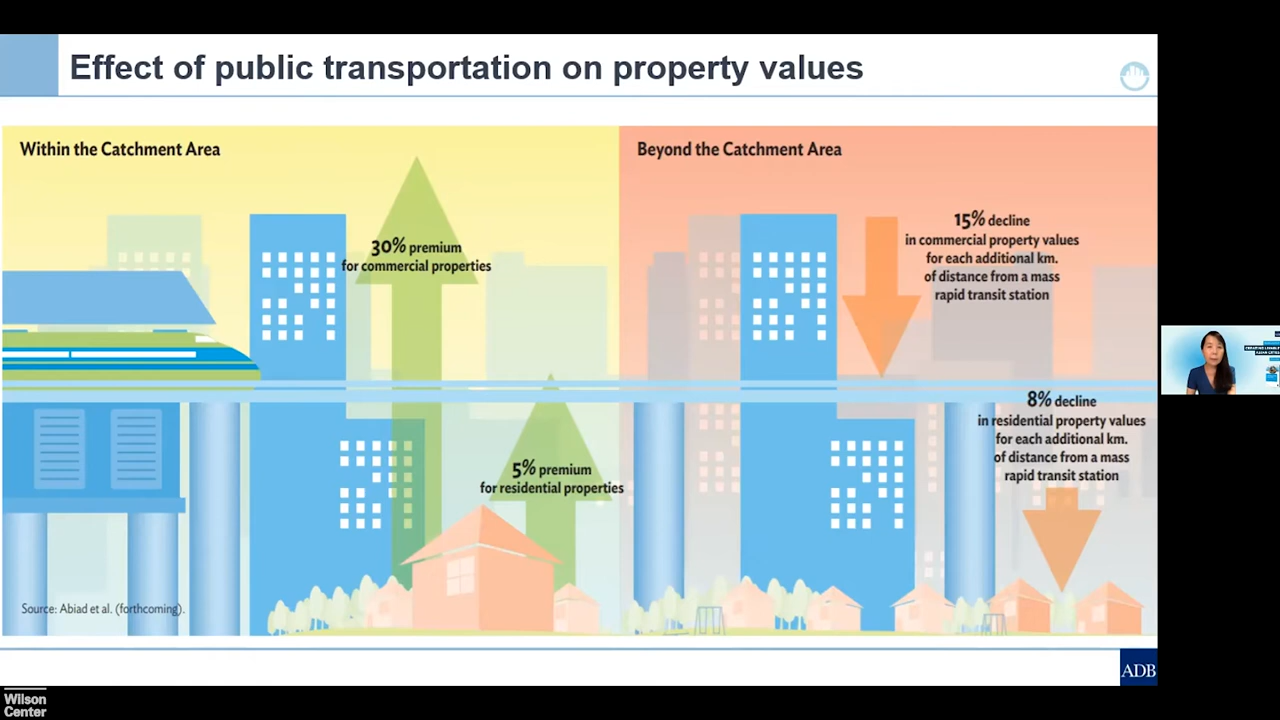 Effect of public transportation on property values
Within the Catchment Area
30% premium
for commercial properties
5% premium
for residential properties
Source: Abiad et al. (forthcoming).
Beyond the Catchment Area
15% decline
in commercial property values
for each additional km.
of distance from a mass
rapid transit station
8% decline
in residential property values
for each additional km.
of distance from a mass
rapid transit station
ADB
Wilson
Center